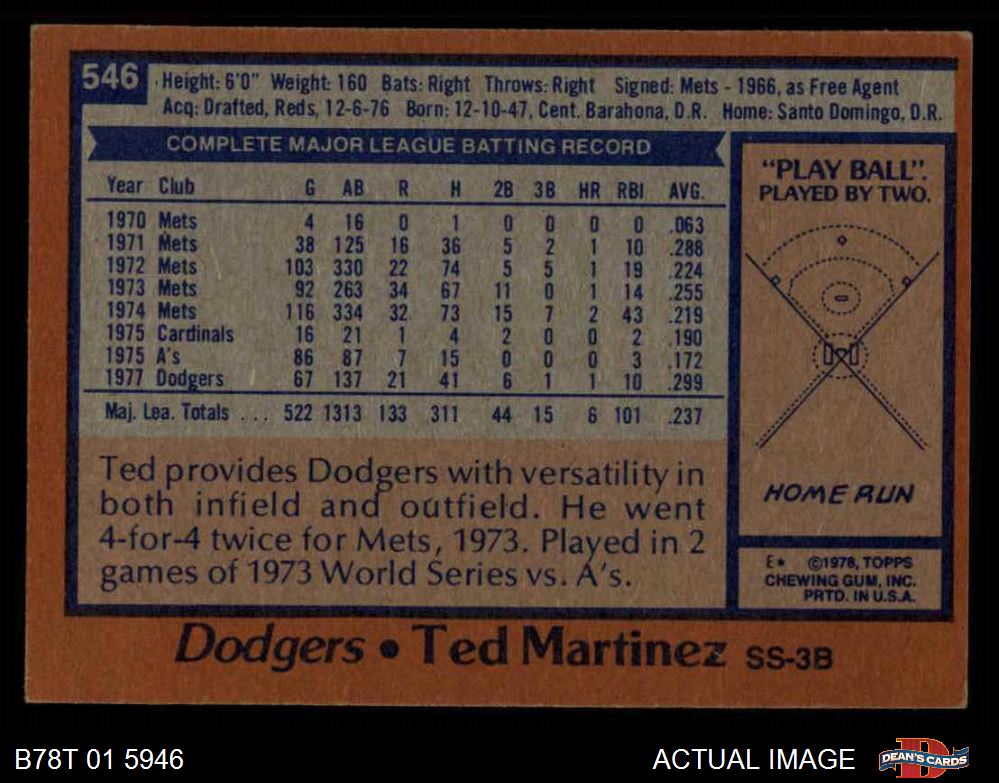 546
Height: 6'0" Weight: 160 Bats: Right Throws: Right Signed: Mets - 1966, as Free Agent
Acq: Drafted, Reds, 12-6-76 Born: 12-10-47, Cent. Barahona, D.R. Home: Santo Domingo, D.R.
COMPLETE MAJOR LEAGUE BATTING RECORD
Year Club G AB R H 2B 3B HR RBI AVG.
1970 Mets 4 16 0 1 0 0 0 0 .063
1971 Mets 38 125 16 36 5 2 1 10 .288
1972 Mets 103 330 22 74 5 5 1 19 .224
1973 Mets 92 263 34 67 11 0 1 14 .255
1974 Mets 116 334 32 73 15 7 2 43 .219
1975 Cardinals 16 21 1 4 2 0 0 2 .190
1975 A's 86 87 7 15 0 0 0 3 .172
1977 Dodgers 67 137 21 41 6 1 1 10 .299
Maj. Lea. Totals ... 522 1313 133 311 44 15 6 101 .237
Ted provides Dodgers with versatility in
both infield and outfield. He went
4-for-4 twice for Mets, 1973. Played in 2
games of 1973 World Series vs. A's.
"PLAY BALL".
PLAYED BY TWO.
HOME RUN
E* ©1978, TOPPS
CHEWING GUM, INC.
PRTD. IN U.S.A.
Dodgers • Ted Martinez SS-3B
B78T 01 5946
ACTUAL IMAGE
DEAN'S CARDS